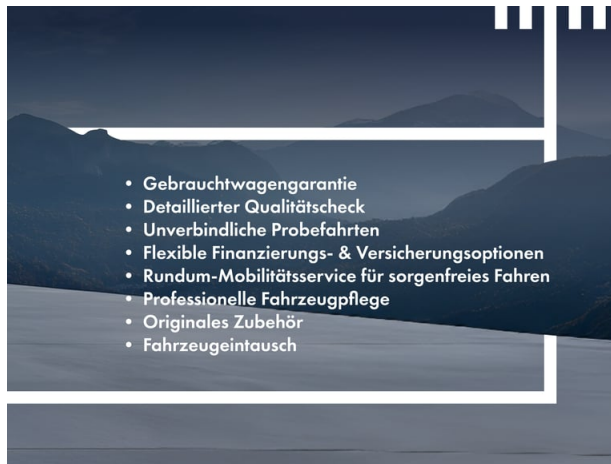 • Gebrauchtwagengarantie
• Detaillierter Qualitätscheck
• Unverbindliche Probefahrten
• Flexible Finanzierungs- & Versicherungsoptionen
• Rundum-Mobilitätsservice für sorgenfreies Fahren
• Professionelle Fahrzeugpflege
• Originales Zubehör
• Fahrzeugeintausch